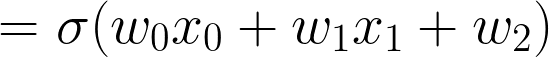 = σ(w₀x₀ + w₁x₁ + w₂)